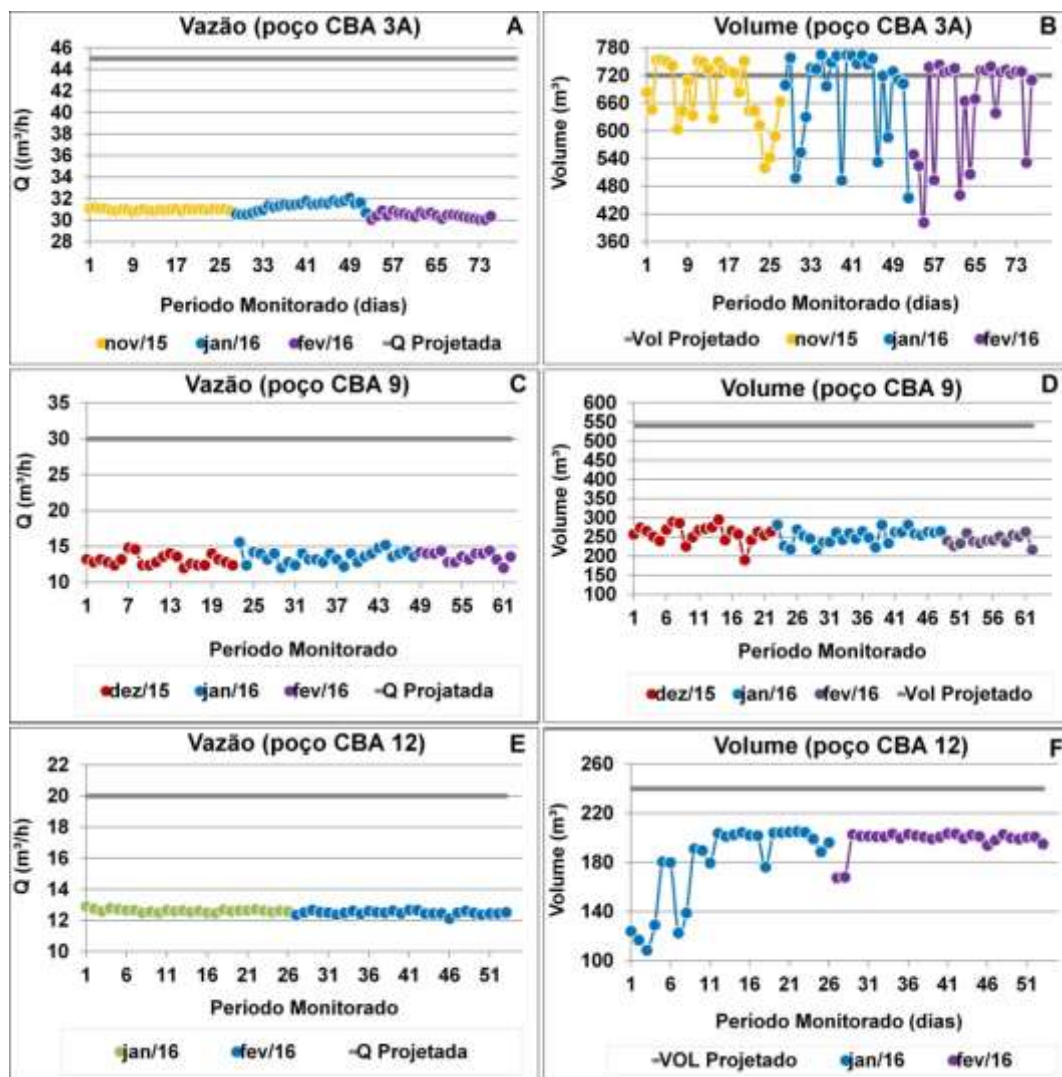 Vazão (poço CBA 3A) A
46
44
42
40
38
36
34
32
30
28
Q ((m³/h)
1 9 17 25 33 41 49 57 65 73
Periodo Monitorado (dias)
nov/15 jan/16 fev/16 Q Projetada
Volume (poço CBA 3A) B
780
720
660
600
540
480
420
360
Volume (m³)
1 9 17 25 33 41 49 57 65 73
Periodo Monitorado (dias)
Vol Projetado nov/15 jan/16 fev/16
Vazão (poço CBA 9) C
35
30
25
20
15
10
Q (m³/h)
1 7 13 19 25 31 37 43 49 55 61
Periodo Monitorado
dez/15 jan/16 fev/16 Q Projatada
Volume (poço CBA 9) D
600
550
500
450
400
350
300
250
200
150
100
Volume (m³)
1 6 11 16 21 26 31 36 41 46 51 56 61
Período Monitorado
dez/15 jan/16 fev/16 Vol Projetado
Vazão (poço CBA 12) E
22
20
18
16
14
12
10
Q (m³/h)
1 6 11 16 21 26 31 36 41 46 51
Periodo Monitorado
jan/16 fev/16 Q Projetada
Volume (poço CBA 12) F
260
220
180
140
100
Volume (m³)
1 6 11 16 21 26 31 36 41 46 51
Periodo Monitorado (dias)
VOL Projetado jan/16 fev/16